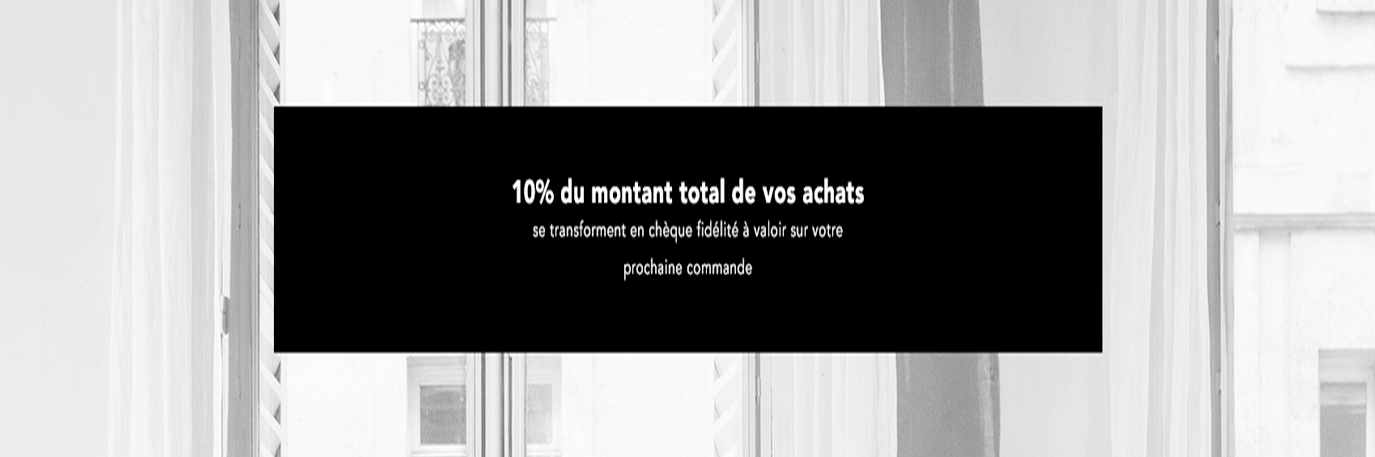 10% du montant total de vos achats
se transforment en chèque fidélité à valoir sur votre
prochaine commande